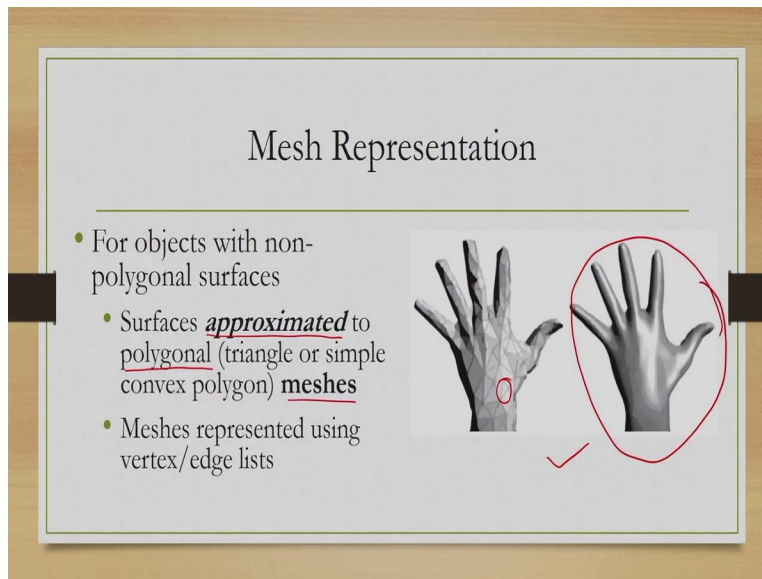 Mesh Representation
• For objects with non-
polygonal surfaces
• Surfaces approximated to
polygonal (triangle or simple
convex polygon) meshes
• Meshes represented using
vertex/edge lists